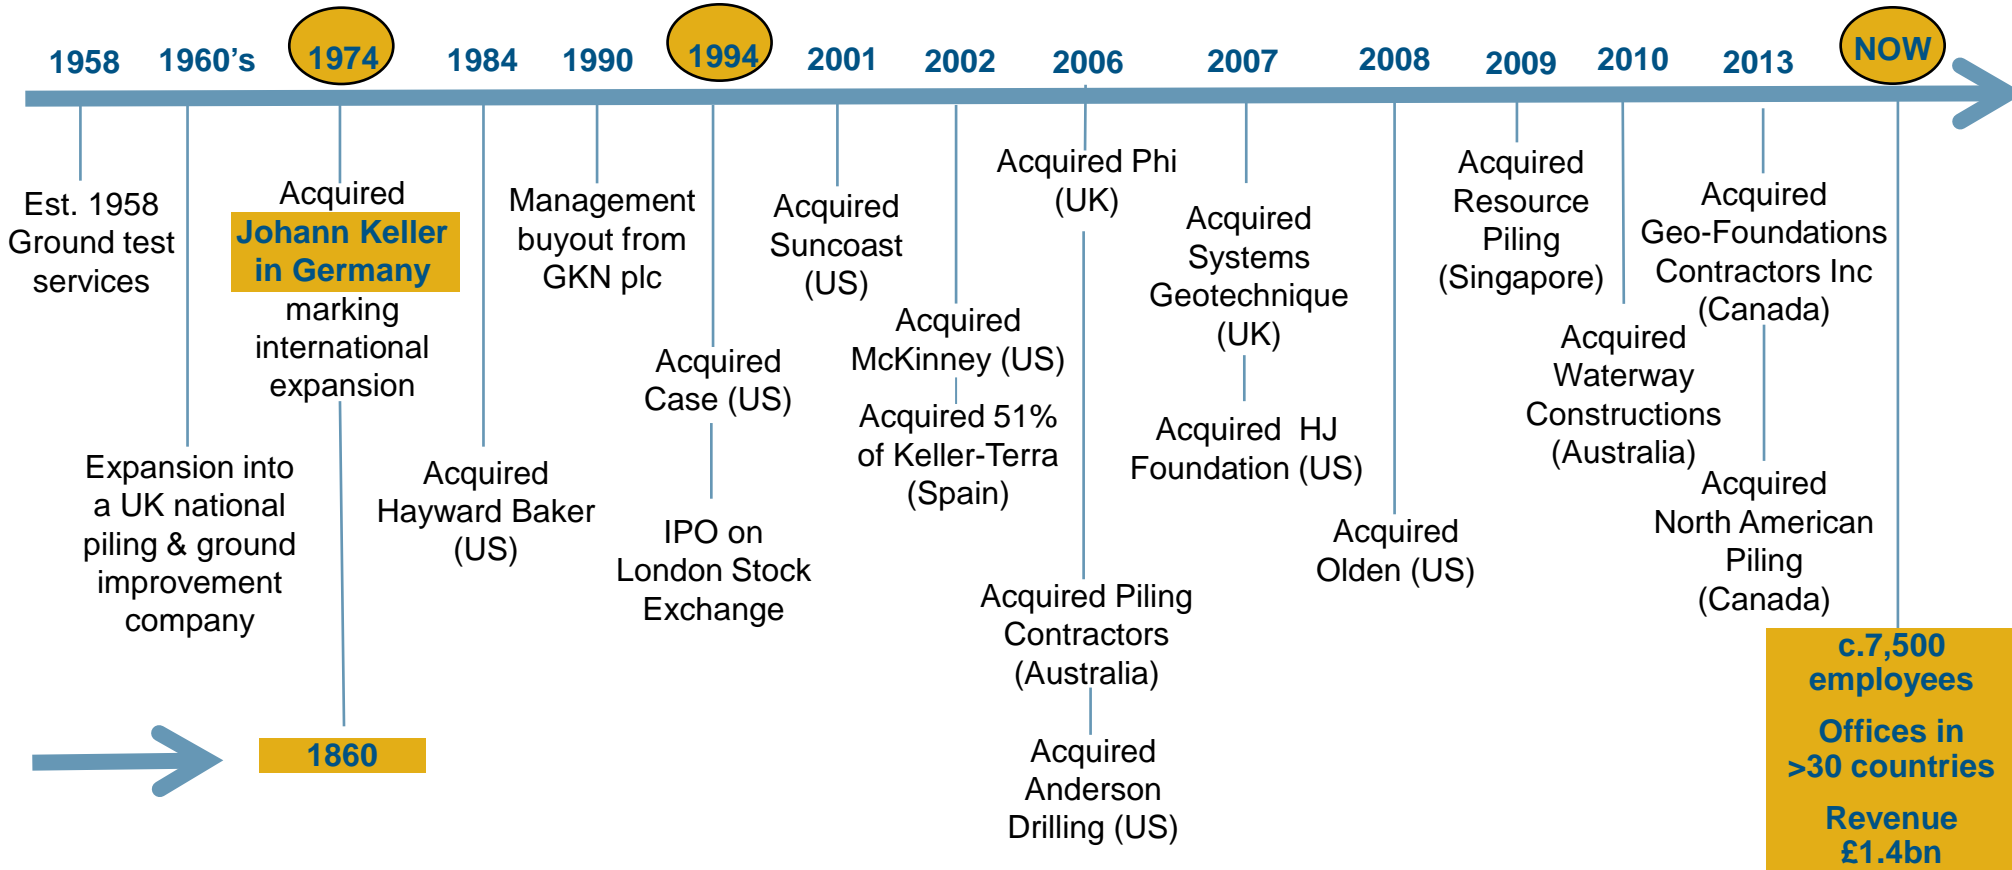 1958
1960’s
1974
1984
1990
1994
2001
2002
2006
2007
2008
2009
2010
2013
NOW
Est. 1958
Ground test
services
Expansion into
a UK national
piling & ground
improvement
company
Acquired
Johann Keller
in Germany
marking
international
expansion
1860
Acquired
Hayward Baker
(US)
Management
buyout from
GKN plc
Acquired
Case (US)
IPO on
London Stock
Exchange
Acquired
Suncoast
(US)
Acquired
McKinney (US)
Acquired 51%
of Keller-Terra
(Spain)
Acquired Phi
(UK)
Acquired Piling
Contractors
(Australia)
Acquired
Anderson
Drilling (US)
Acquired
Systems
Geotechnique
(UK)
Acquired HJ
Foundation (US)
Acquired
Olden (US)
Acquired
Resource
Piling
(Singapore)
Acquired
Waterway
Constructions
(Australia)
Acquired
Geo-Foundations
Contractors Inc
(Canada)
Acquired
North American
Piling
(Canada)
c.7,500
employees
Offices in
>30 countries
Revenue
£1.4bn